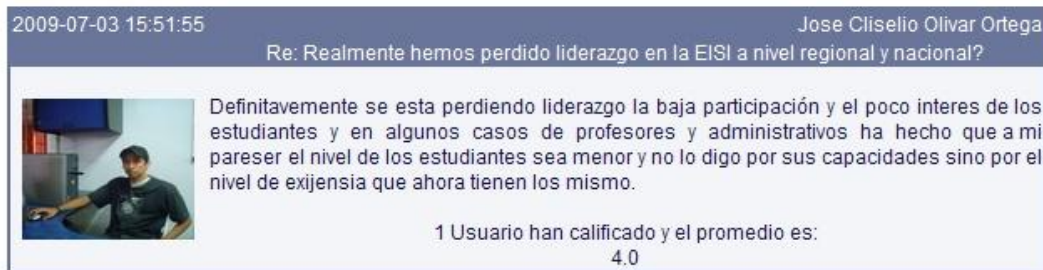 2009-07-03 15:51:55 Jose Cliselio Olivar Ortega
Re: Realmente hemos perdido liderazgo en la EISI a nivel regional y nacional?
Definitavemente se esta perdiendo liderazgo la baja participación y el poco interes de los
estudiantes y en algunos casos de profesores y administrativos ha hecho que a mi
pareser el nivel de los estudiantes sea menor y no lo digo por sus capacidades sino por el
nivel de exijensia que ahora tienen los mismo.
1 Usuario han calificado y el promedio es:
4.0